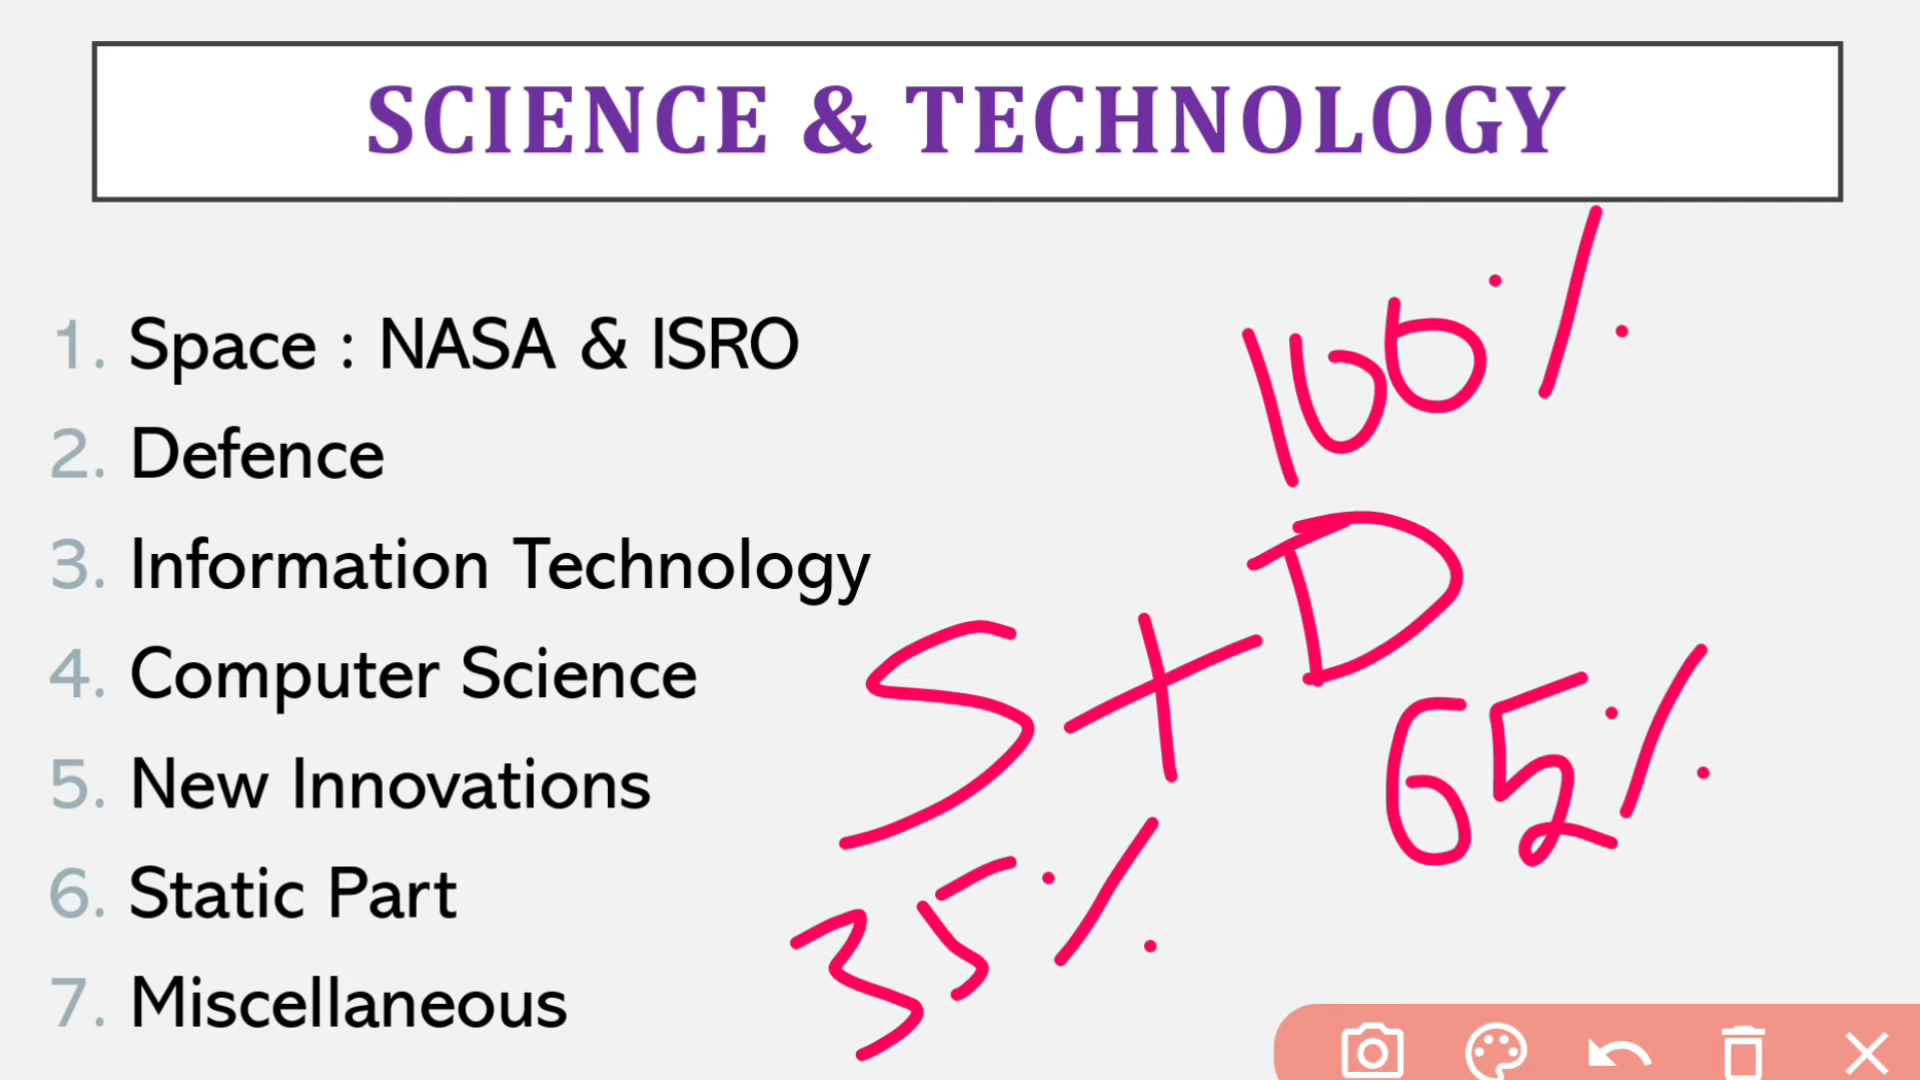 SCIENCE & TECHNOLOGY
1. Space : NASA & ISRO
2. Defence
3. Information Technology
4. Computer Science
5. New Innovations
6. Static Part
7. Miscellaneous
100%
S+D
65%
35%